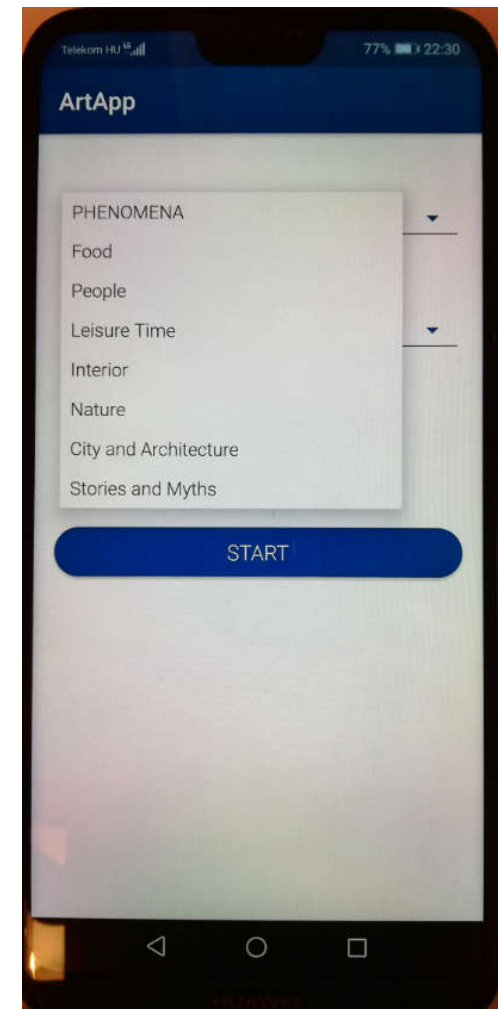 Telekom HU 77% 22:30
ArtApp
PHENOMENA
Food
People
Leisure Time
Interior
Nature
City and Architecture
Stories and Myths
START
HUAWEI